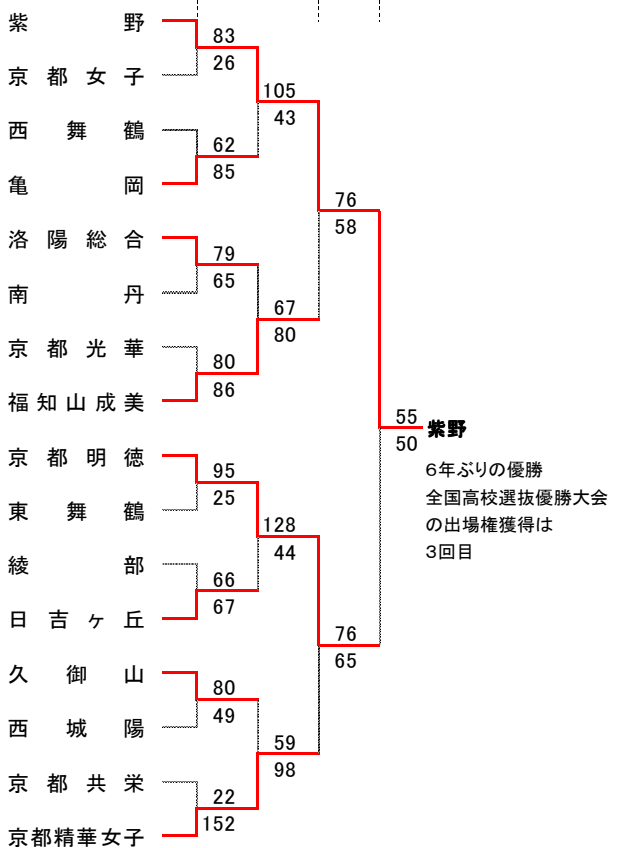 紫野
83
26
京都女子
105
43
西舞鶴
62
85
亀岡
76
58
洛陽総合
79
65
南丹
67
80
京都光華
80
86
福知山成美
55
50
紫野
6年ぶりの優勝
全国高校選抜優勝大会
の出場権獲得は
3回目
京都明徳
95
25
東舞鶴
128
44
綾部
66
67
日吉ヶ丘
76
65
久御山
80
49
西城陽
59
98
京都共栄
22
152
京都精華女子